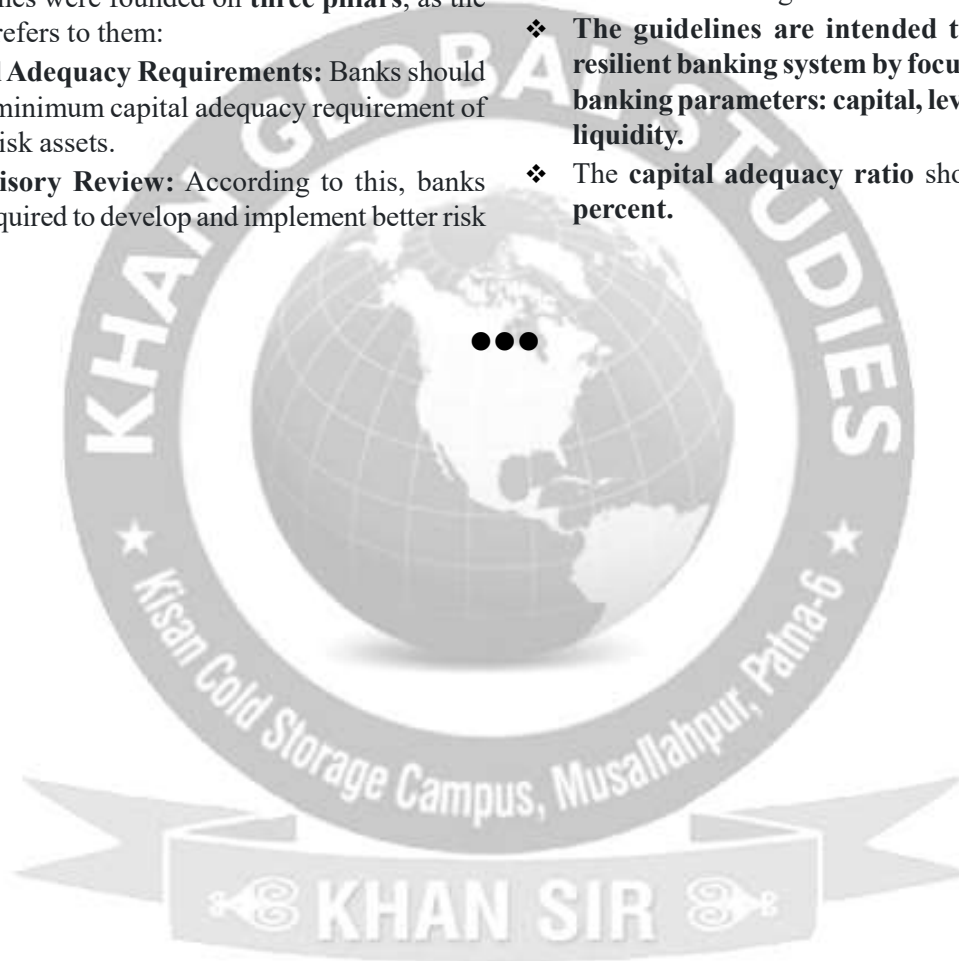 nes were founded on three pillars, as the
refers to them:
Adequacy Requirements: Banks should
minimum capital adequacy requirement of
isk assets.
isory Review: According to this, banks
quired to develop and implement better risk
❖ The guidelines are intended t
resilient banking system by focu
banking parameters: capital, lev
liquidity.
❖ The capital adequacy ratio sho
percent.
●●●
KHAN GLOBAL STUDIES
Kisan Cold Storage Campus, Musallahpur, Patna-6
KHAN SIR